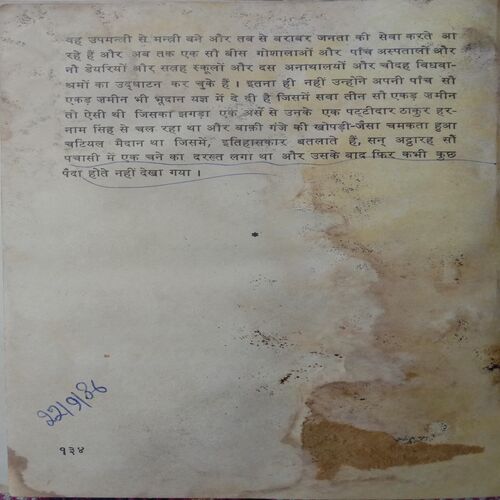 वह उपमन्त्री से मन्त्री बने और तब से बराबर जनता की सेवा करते आ
रहे हैं और अब तक एक सौ बीस गोशालाओं और पाँच अस्पतालों और
नौ डेयरियों और सत्रह स्कूलों और दस अनाथालयों और चौदह विधवा-
श्रमों का उद्घाटन कर चुके हैं । इतना ही नहीं उन्होंने अपनी पाँच सौ
एकड़ ज़मीन भी भूदान यज्ञ में दे दी है जिसमें सवा तीन सौ एकड़ ज़मीन
तो ऐसी थी जिसका झगड़ा एक अर्से से उनके एक पट्टीदार ठाकुर हर-
नाम सिंह से चल रहा था और बाक़ी गंजे की खोपड़ी-जैसा चमकता हुआ
चटियल मैदान था जिसमें, इतिहासकार बतलाते हैं, सन् अट्ठारह सौ
पचासी में एक चने का दरख़्त लगा था और उसके बाद फिर कभी कुछ
पैदा होते नहीं देखा गया ।
*
१३४